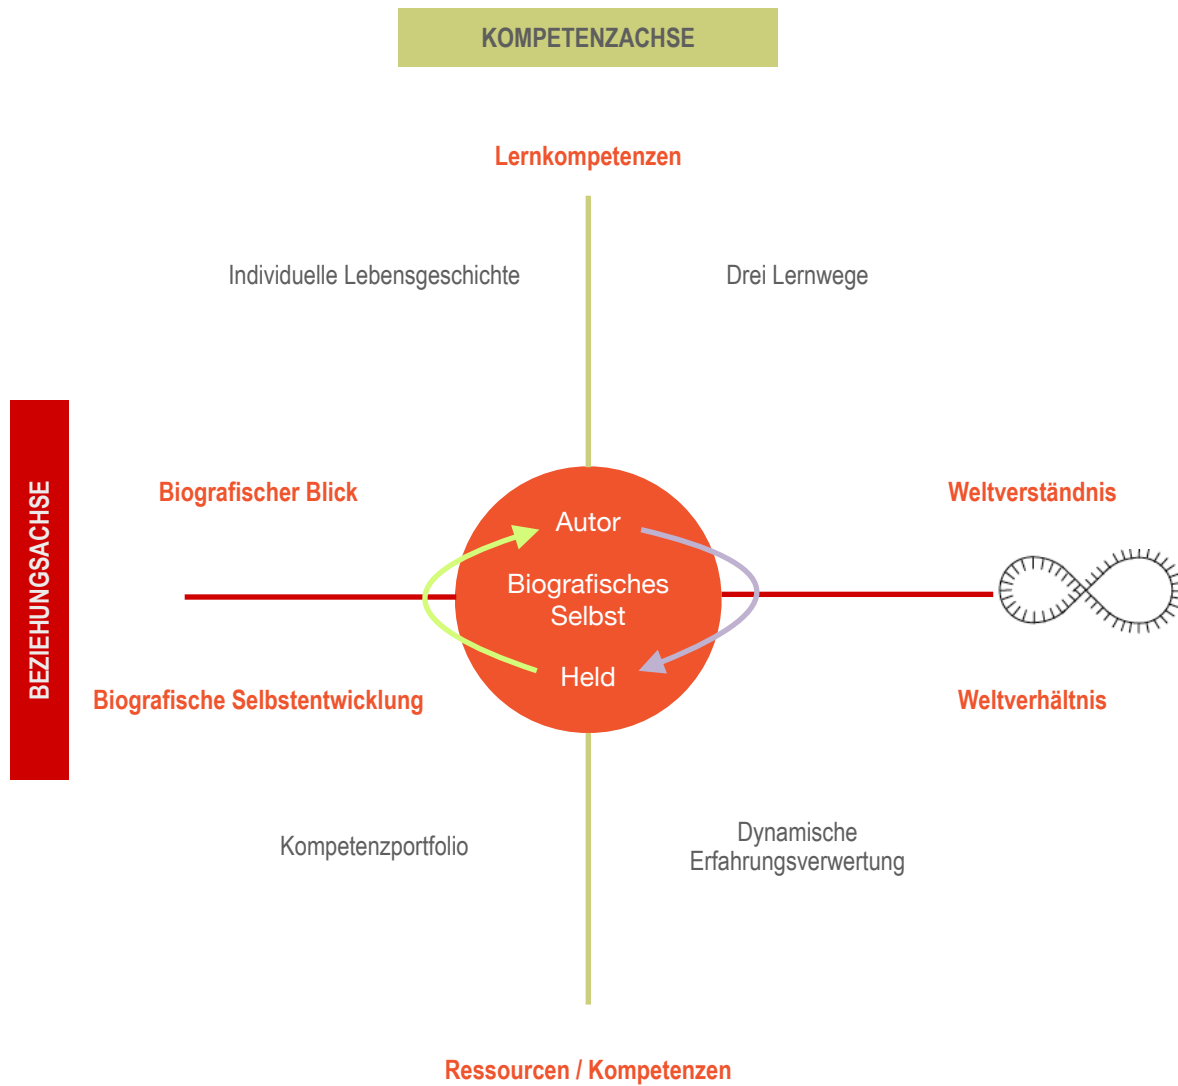 KOMPETENZACHSE
Lernkompetenzen
Individuelle Lebensgeschichte
Drei Lernwege
BEZIEHUNGSACHSE
Biografischer Blick
Weltverständnis
Autor
Biografisches
Selbst
Held
Biografische Selbstentwicklung
Weltverhältnis
Kompetenzportfolio
Dynamische
Erfahrungsverwertung
Ressourcen / Kompetenzen